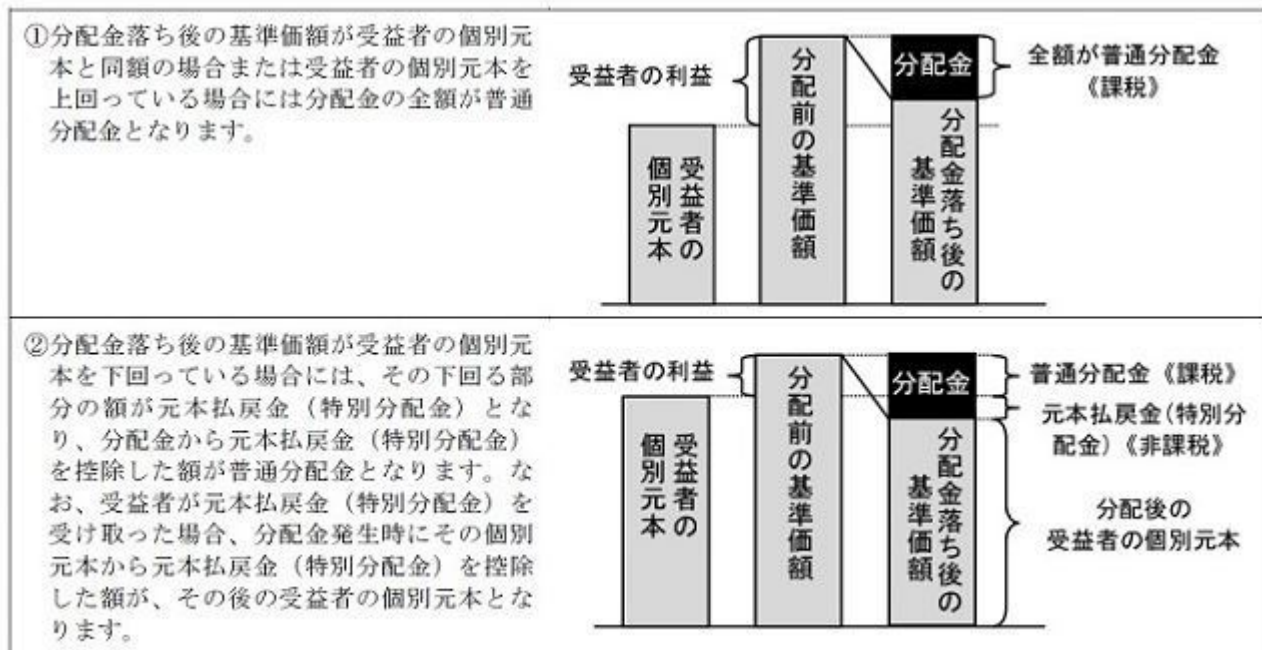 ①分配金落ち後の基準価額が受益者の個別元
本と同額の場合または受益者の個別元本を
上回っている場合には分配金の全額が普通
分配金となります。
受益者の利益
受益者の
個別元本
分配前の基準価額
分配金
分配金落ち後の
基準価額
全額が普通分配金
《課税》
②分配金落ち後の基準価額が受益者の個別元
本を下回っている場合には、その下回る部
分の額が元本払戻金（特別分配金）とな
り、分配金から元本払戻金（特別分配金）
を控除した額が普通分配金となります。な
お、受益者が元本払戻金（特別分配金）を
受け取った場合、分配金発生時にその個別
元本から元本払戻金（特別分配金）を控除
した額が、その後の受益者の個別元本とな
ります。
受益者の利益
受益者の
個別元本
分配前の基準価額
分配金
分配金落ち後の
基準価額
普通分配金《課税》
元本払戻金（特別分
配金）《非課税》
分配後の
受益者の個別元本